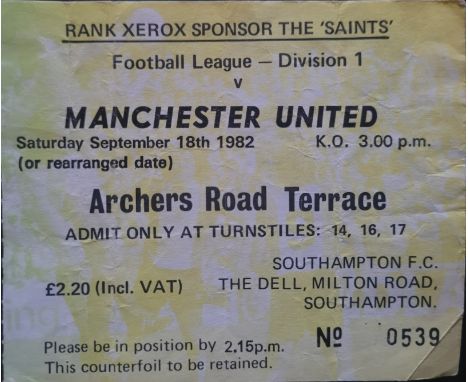 RANK XEROX SPONSOR THE 'SAINTS'
Football League – Division 1
v
MANCHESTER UNITED
Saturday September 18th 1982 K.O. 3.00 p.m.
(or rearranged date)
Archers Road Terrace
ADMIT ONLY AT TURNSTILES: 14, 16, 17
SOUTHAMPTON F.C.
£2.20 (Incl. VAT) THE DELL, MILTON ROAD,
SOUTHAMPTON.
Please be in position by 2.15p.m. Nº 0539
This counterfoil to be retained.